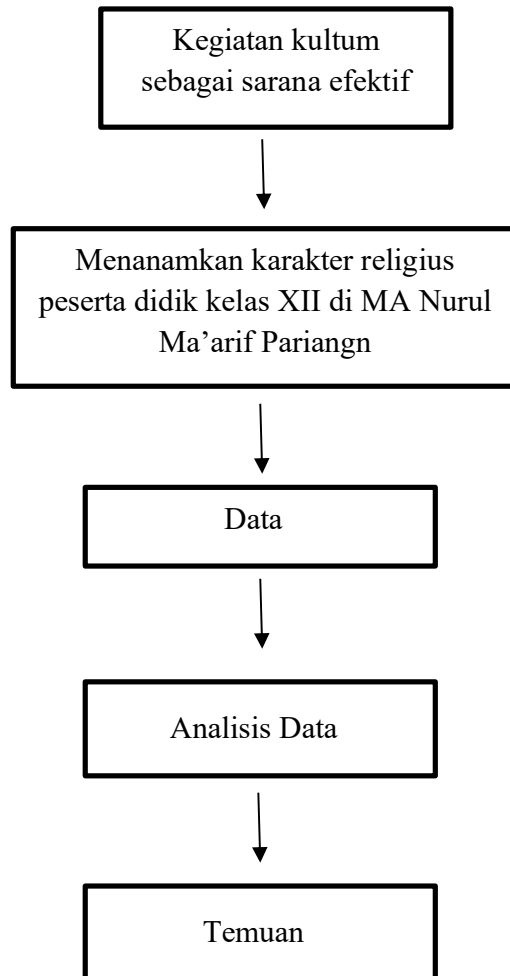 Kegiatan kultum
sebagai sarana efektif
Menanamkan karakter religius
peserta didik kelas XII di MA Nurul
Ma’arif Pariangn
Data
Analisis Data
Temuan